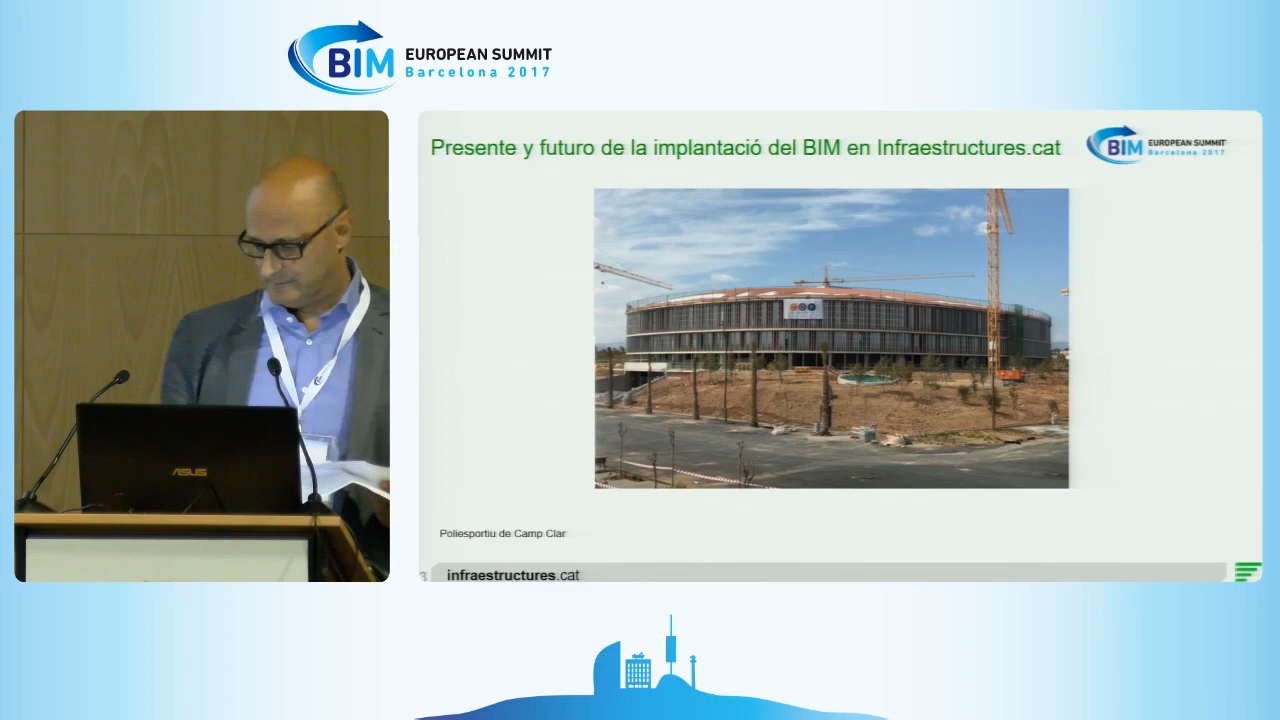 BIM EUROPEAN SUMMIT
Barcelona 2017
Presente y futuro de la implantació del BIM en Infraestructures.cat
BIM EUROPEAN SUMMIT
Barcelona 2017
ASUS
Poliesportiu de Camp Clar
3
infraestructures.cat